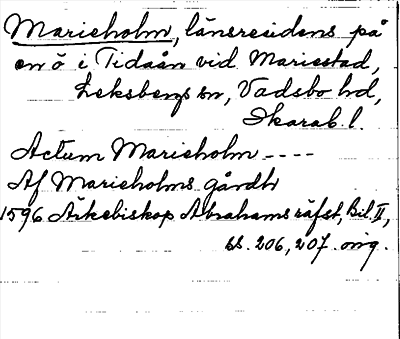 Marieholm, länsresidens på
en ö i Tidaån vid Mariestad,
Leksbergs sn, Vadsbo hd,
Skarab. l.
Actum Marieholm ----
Af Marieholms gårdh
1596 Ärkebiskop Abrahams räfst, Bil. II,
ss. 206, 207. orig.